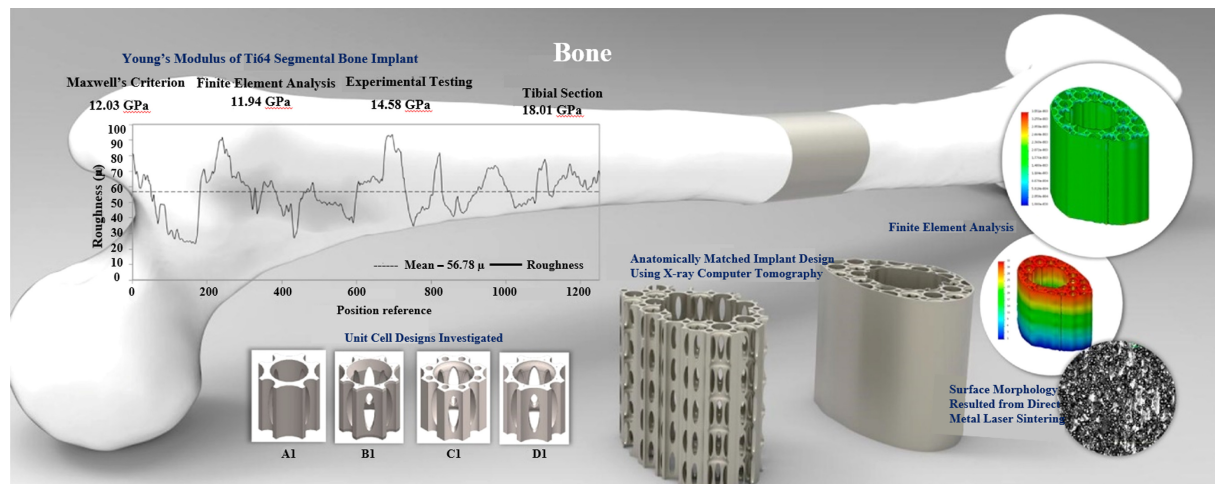 Bone
Young's Modulus of Ti64 Segmental Bone Implant
Maxwell's Criterion
12.03 GPa
Finite Element Analysis
11.94 GPa
Experimental Testing
14.58 GPa
Tibial Section
18.01 GPa
Roughness (μ)
100
90
80
70
60
50
40
30
20
10
0
0 200 400 600 800 1000 1200
Mean – 56.78 μ Roughness
Position reference
Unit Cell Designs Investigated
A1 B1 C1 D1
Anatomically Matched Implant Design
Using X-ray Computer Tomography
Finite Element Analysis
Surface Morphology
Resulted from Direct
Metal Laser Sintering